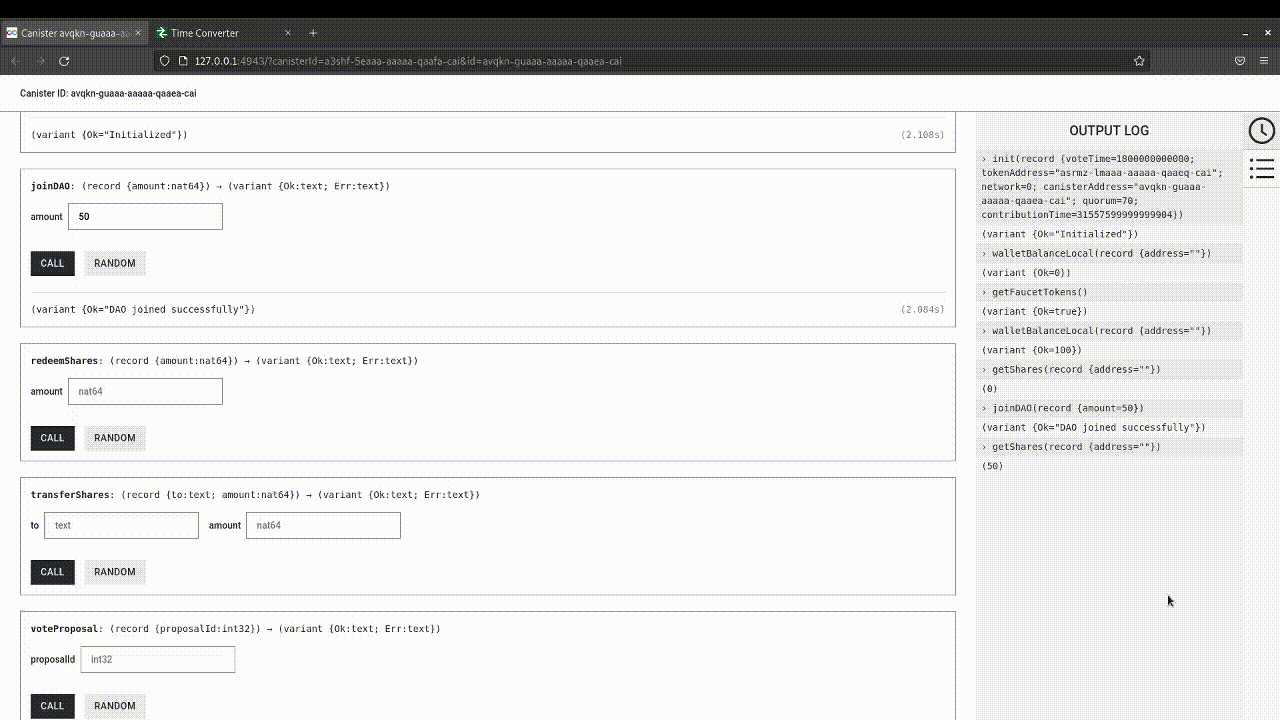 Canister avqkn-guaaa-aa
Time Converter
127.0.0.1:4943/?canisterId=a3shf-5eaaa-aaaaa-qaafa-cai&id=avqkn-guaaa-aaaaa-qaaea-cai
Canister ID: avqkn-guaaa-aaaaa-qaaea-cai
(variant {Ok="Initialized"})
(2.108s)
joinDAO: (record {amount:nat64}) → (variant {Ok:text; Err:text})
amount 50
CALL RANDOM
(variant {Ok="DAO joined successfully"})
(2.084s)
redeemShares: (record {amount:nat64}) → (variant {Ok:text; Err:text})
amount nat64
CALL RANDOM
transferShares: (record {to:text; amount:nat64}) → (variant {Ok:text; Err:text})
to text amount nat64
CALL RANDOM
voteProposal: (record {proposalId:int32}) → (variant {Ok:text; Err:text})
proposalId int32
CALL RANDOM
OUTPUT LOG
› init(record {voteTime=1800000000000;
tokenAddress="asrmz-lmaaa-aaaaa-qaaeq-cai";
network=0; canisterAddress="avqkn-guaaa-
aaaaa-qaaea-cai"; quorum=70;
contributionTime=31557599999999904})
(variant {Ok="Initialized"})
› walletBalanceLocal(record {address=""})
(variant {Ok=0})
› getFaucetTokens()
(variant {Ok=true})
› walletBalanceLocal(record {address=""})
(variant {Ok=100})
› getShares(record {address=""})
(0)
› joinDAO(record {amount=50})
(variant {Ok="DAO joined successfully"})
› getShares(record {address=""})
(50)